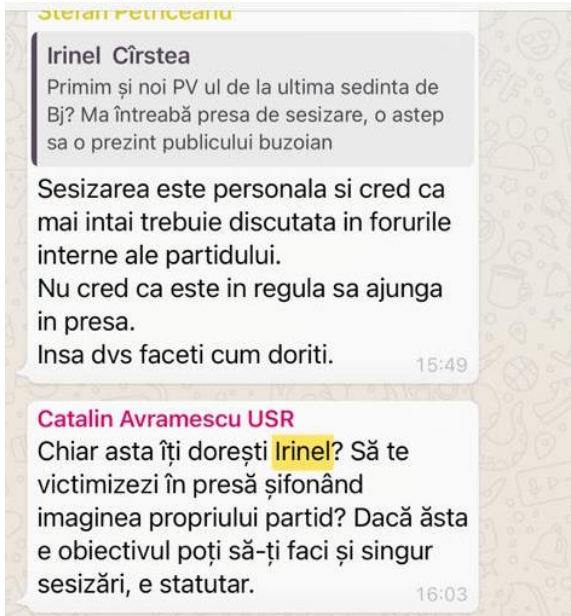 Stefan Petriceanu
Irinel Cîrstea
Primim și noi PV ul de la ultima sedinta de
Bj? Ma întreabă presa de sesizare, o astep
sa o prezint publicului buzoian
Sesizarea este personala si cred ca
mai intai trebuie discutata in forurile
interne ale partidului.
Nu cred ca este in regula sa ajunga
in presa.
Insa dvs faceti cum doriti.
15:49
Catalin Avramescu USR
Chiar asta îți dorești Irinel? Să te
victimizezi în presă șifonând
imaginea propriului partid? Dacă ăsta
e obiectivul poți să-ți faci și singur
sesizări, e statutar.
16:03